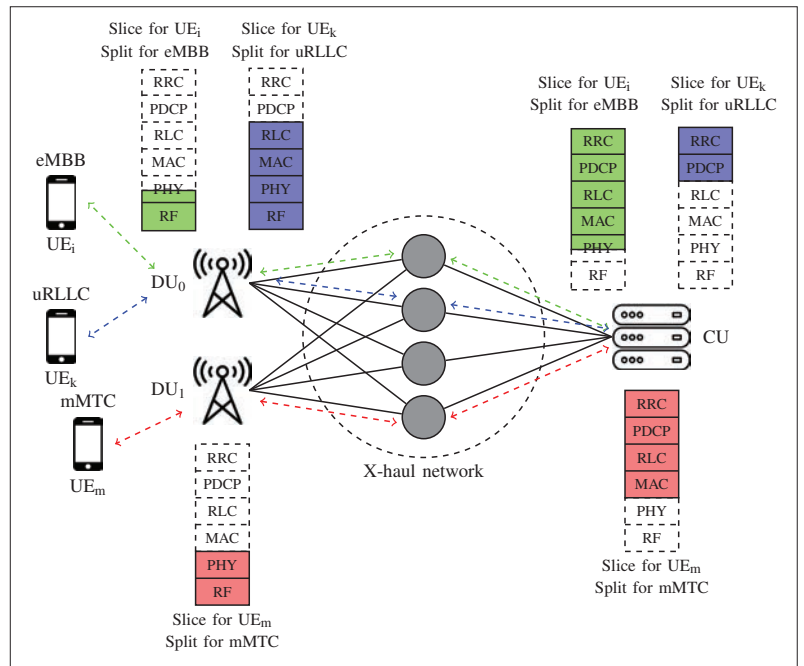 Slice for UEi
Split for eMBB
RRC
PDCP
RLC
MAC
PHY
RF
Slice for UEk
Split for uRLLC
RRC
PDCP
RLC
MAC
PHY
RF
Slice for UEi
Split for eMBB
RRC
PDCP
RLC
MAC
PHY
RF
Slice for UEk
Split for uRLLC
RRC
PDCP
RLC
MAC
PHY
RF
eMBB
UEi
uRLLC
UEk
mMTC
UEm
DU0
DU1
X-haul network
CU
RRC
PDCP
RLC
MAC
PHY
RF
Slice for UEm
Split for mMTC
RRC
PDCP
RLC
MAC
PHY
RF
Slice for UEm
Split for mMTC